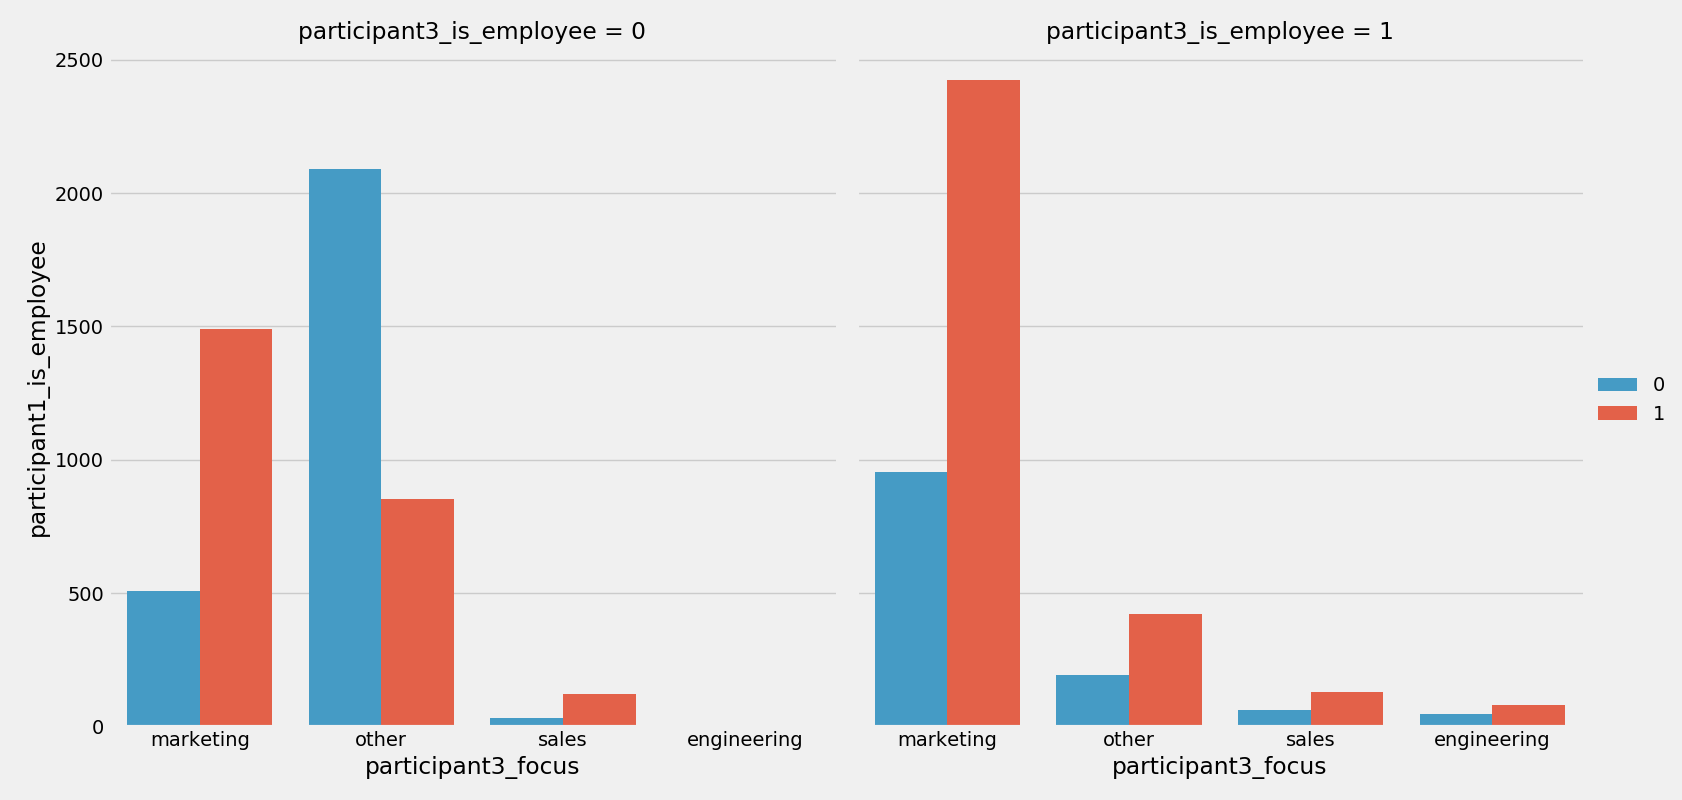 participant3_is_employee = 0
participant3_is_employee = 1
2500
2000
1500
1000
500
0
participant1_is_employee
marketing other sales engineering
marketing other sales engineering
participant3_focus
participant3_focus
0
1